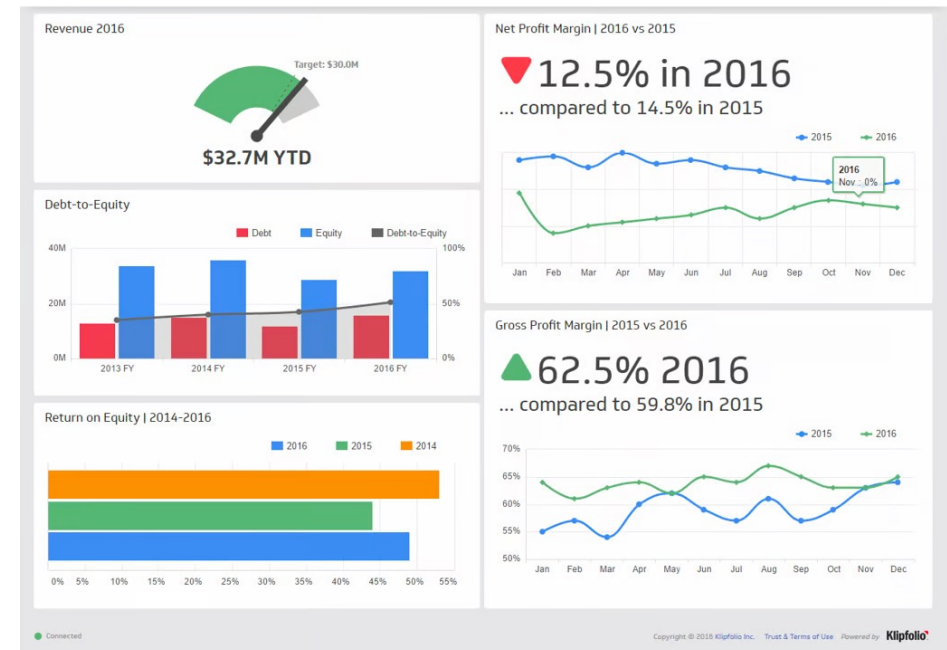 Revenue 2016
Target: $30.0M
$32.7M YTD
Debt-to-Equity
Debt Equity Debt-to-Equity
40M 100%
20M 50%
0M 0%
2013 FY 2014 FY 2015 FY 2016 FY
Return on Equity | 2014-2016
2016 2015 2014
0% 5% 10% 15% 20% 25% 30% 35% 40% 45% 50% 55%
Net Profit Margin | 2016 vs 2015
12.5% in 2016
... compared to 14.5% in 2015
2015 2016
2016
Nov : 0%
Jan Feb Mar Apr May Jun Jul Aug Sep Oct Nov Dec
Gross Profit Margin | 2015 vs 2016
62.5% 2016
... compared to 59.8% in 2015
2015 2016
70%
65%
60%
55%
50%
Jan Feb Mar Apr May Jun Jul Aug Sep Oct Nov Dec
Connected
Copyright © 2016 Klipfolio Inc. Trust & Terms of Use Powered by Klipfolio